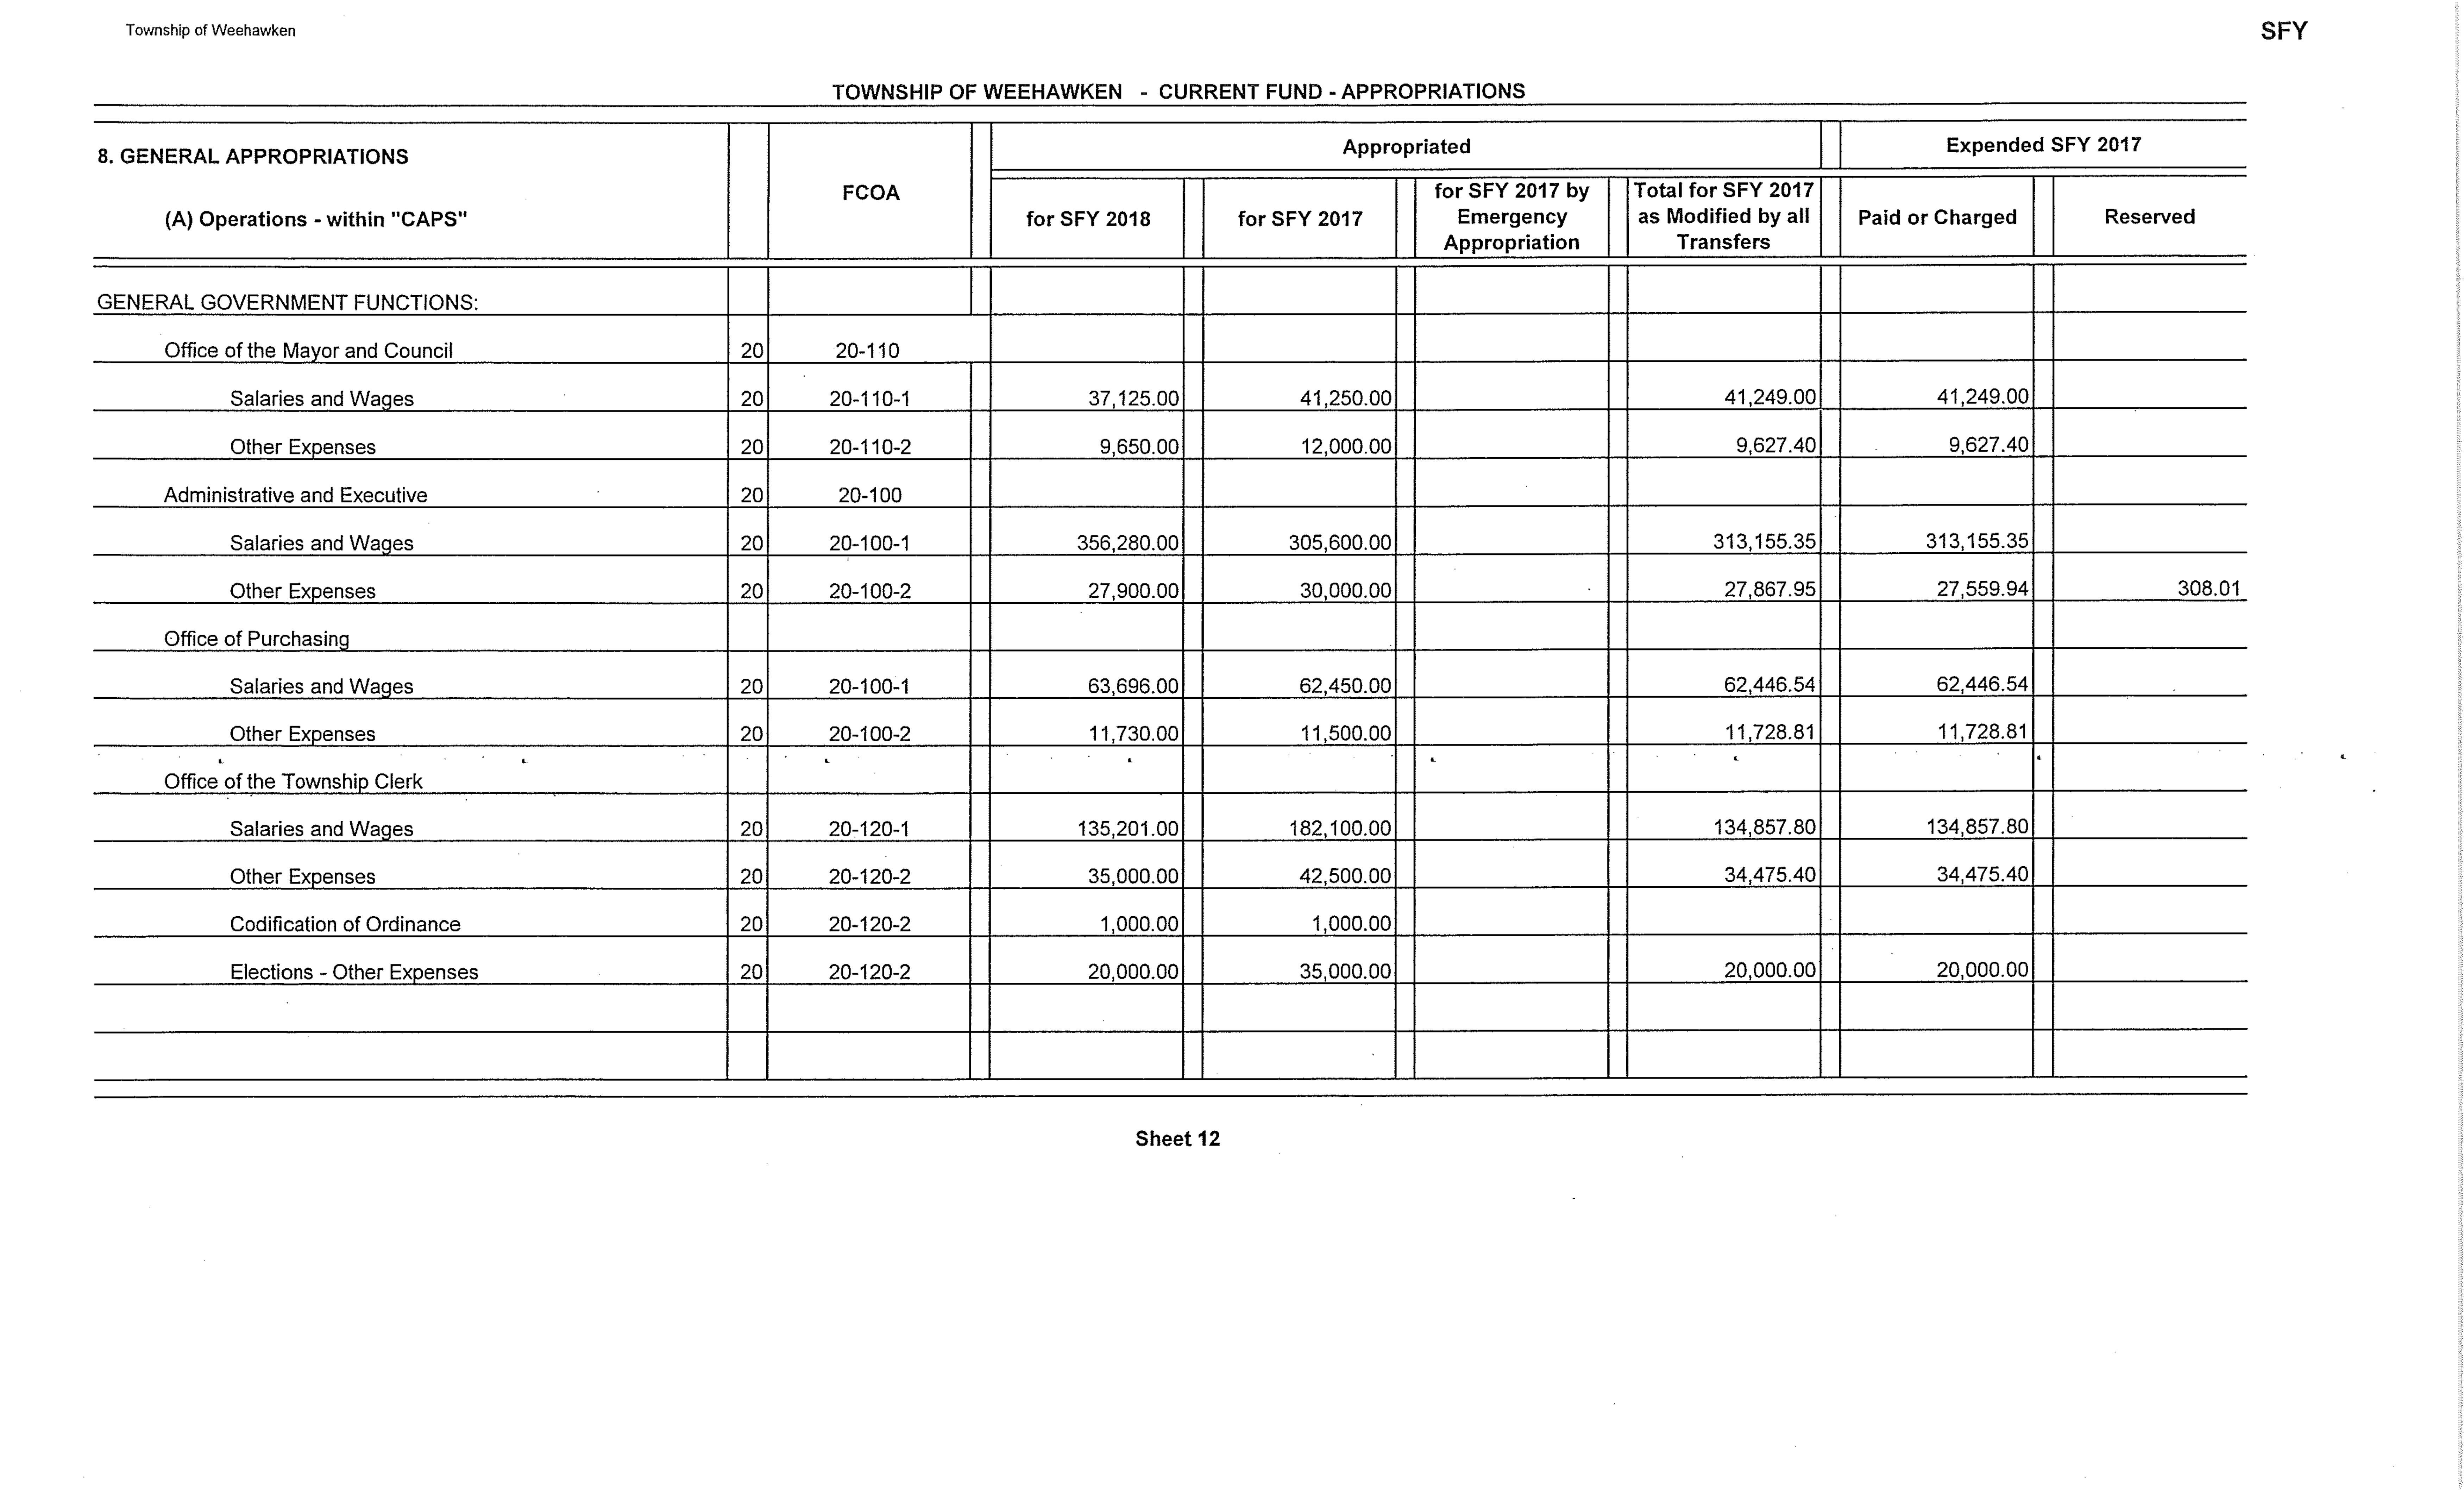 Township of Weehawken
SFY
TOWNSHIP OF WEEHAWKEN - CURRENT FUND - APPROPRIATIONS
8. GENERAL APPROPRIATIONS
(A) Operations - within "CAPS"
FCOA
Appropriated
Expended SFY 2017
for SFY 2018
for SFY 2017
for SFY 2017 by
Emergency
Appropriation
Total for SFY 2017
as Modified by all
Transfers
Paid or Charged
Reserved
GENERAL GOVERNMENT FUNCTIONS:
Office of the Mayor and Council 20 20-110
Salaries and Wages 20 20-110-1 37,125.00 41,250.00 41,249.00 41,249.00
Other Expenses 20 20-110-2 9,650.00 12,000.00 9,627.40 9,627.40
Administrative and Executive 20 20-100
Salaries and Wages 20 20-100-1 356,280.00 305,600.00 313,155.35 313,155.35
Other Expenses 20 20-100-2 27,900.00 30,000.00 27,867.95 27,559.94 308.01
Office of Purchasing
Salaries and Wages 20 20-100-1 63,696.00 62,450.00 62,446.54 62,446.54
Other Expenses 20 20-100-2 11,730.00 11,500.00 11,728.81 11,728.81
Office of the Township Clerk
Salaries and Wages 20 20-120-1 135,201.00 182,100.00 134,857.80 134,857.80
Other Expenses 20 20-120-2 35,000.00 42,500.00 34,475.40 34,475.40
Codification of Ordinance 20 20-120-2 1,000.00 1,000.00
Elections - Other Expenses 20 20-120-2 20,000.00 35,000.00 20,000.00 20,000.00
Sheet 12